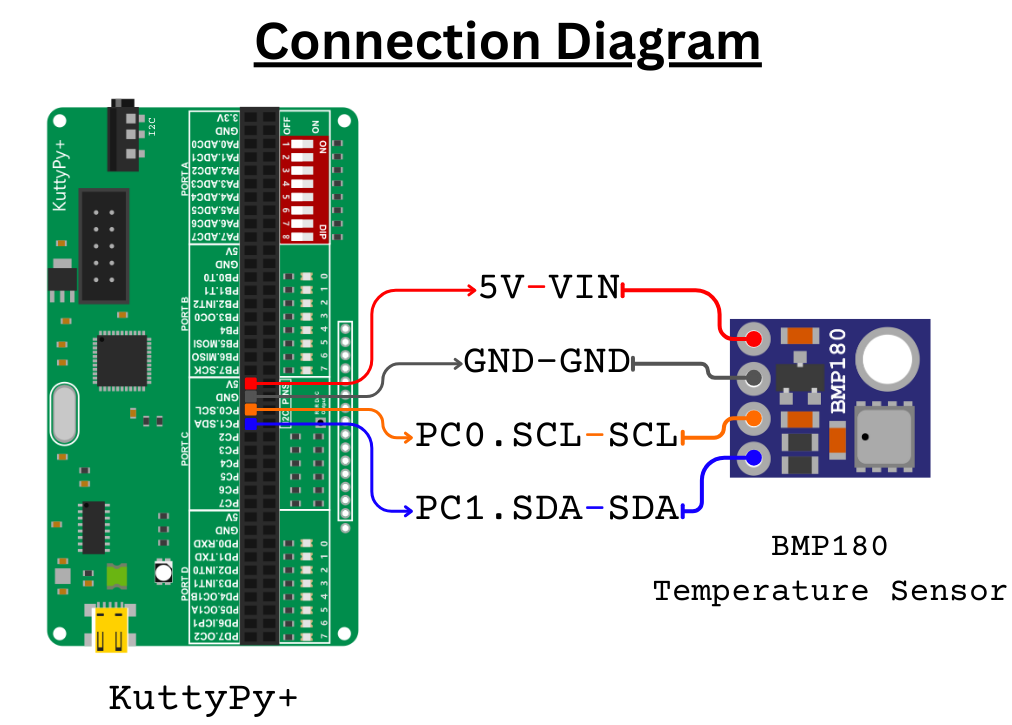 Connection Diagram
KuttyPy+
I2C
3.3V
GND
PA0.ADC0
PA1.ADC1
PA2.ADC2
PA3.ADC3
PA4.ADC4
PA5.ADC5
PA6.ADC6
PA7.ADC7
PORT A
OFF
ON
1
2
3
4
5
6
7
8
ON
DIP
5V
GND
PB0.T0
PB1.T1
PB2.INT2
PB3.OC0
PB4
PB5.MOSI
PB6.MISO
PB7.SCK
PORT B
0
1
2
3
4
5
6
7
5V
GND
PC0.SCL
PC1.SDA
PC2
PC3
PC4
PC5
PC6
PC7
PORT C
I2C PINS
5V
GND
PD0.RXD
PD1.TXD
PD2.INT0
PD3.INT1
PD4.OC1B
PD5.OC1A
PD6.ICP1
PD7.OC2
PORT D
0
1
2
3
4
5
6
7
5V-VIN
GND-GND
PC0.SCL-SCL
PC1.SDA-SDA
BMP180
BMP180
Temperature Sensor
KuttyPy+